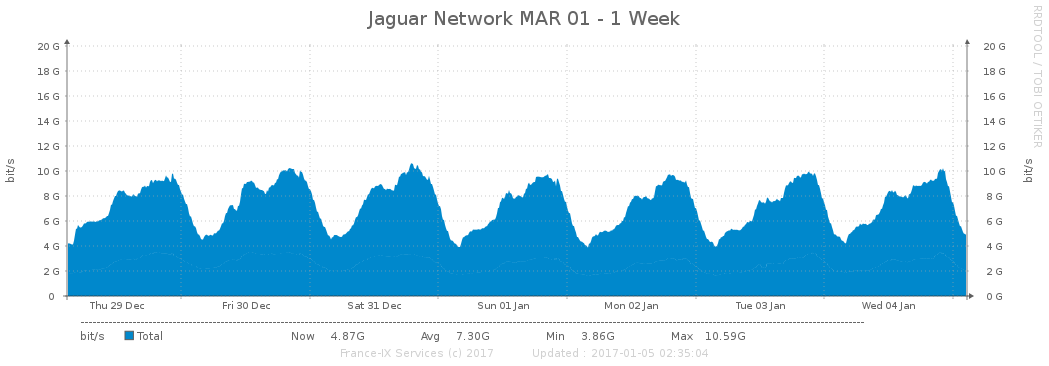 Jaguar Network MAR 01 - 1 Week
RRDTOOL / TOBI OETIKER
bit/s
20 G 20 G
18 G 18 G
16 G 16 G
14 G 14 G
12 G 12 G
10 G 10 G
8 G 8 G
6 G 6 G
4 G 4 G
2 G 2 G
0 0 G
bit/s
Thu 29 Dec Fri 30 Dec Sat 31 Dec Sun 01 Jan Mon 02 Jan Tue 03 Jan Wed 04 Jan
bit/s Total Now 4.87G Avg 7.30G Min 3.86G Max 10.59G
France-IX Services (c) 2017 Updated : 2017-01-05 02:35:04